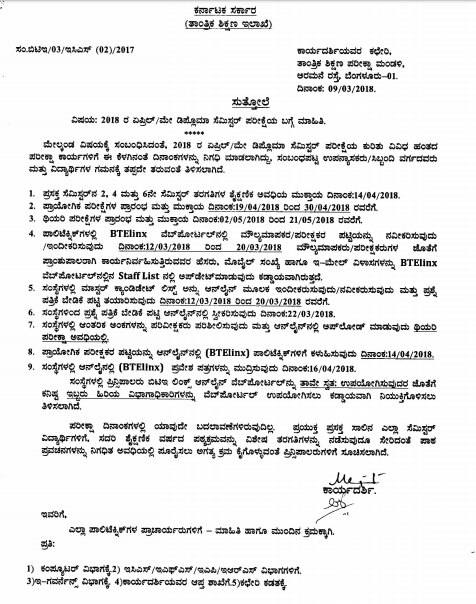 ಕರ್ನಾಟಕ ಸರ್ಕಾರ
(ತಾಂತ್ರಿಕ ಶಿಕ್ಷಣ ಇಲಾಖೆ)
ಸಂ.ಬಿಟಿಇ/03/ಇಸಿಎಸ್ (02)/2017
ಕಾರ್ಯದರ್ಶಿಯವರ ಕಛೇರಿ,
ತಾಂತ್ರಿಕ ಶಿಕ್ಷಣ ಪರೀಕ್ಷಾ ಮಂಡಳಿ,
ಅರಮನೆ ರಸ್ತೆ, ಬೆಂಗಳೂರು-01.
ದಿನಾಂಕ: 09/03/2018.
ಸುತ್ತೋಲೆ
ವಿಷಯ: 2018 ರ ಏಪ್ರಿಲ್/ಮೇ ಡಿಪ್ಲೊಮಾ ಸೆಮಿಸ್ಟರ್ ಪರೀಕ್ಷೆಯ ಬಗ್ಗೆ ಮಾಹಿತಿ.
*****
ಮೇಲ್ಕಂಡ ವಿಷಯಕ್ಕೆ ಸಂಬಂಧಿಸಿದಂತೆ, 2018 ರ ಏಪ್ರಿಲ್/ಮೇ ಡಿಪ್ಲೊಮಾ ಸೆಮಿಸ್ಟರ್ ಪರೀಕ್ಷೆಯ ಕುರಿತು ವಿವಿಧ ಹಂತದ
ಪರೀಕ್ಷಾ ಕಾರ್ಯಗಳಿಗೆ ಈ ಕೆಳಗಿನಂತೆ ದಿನಾಂಕಗಳನ್ನು ನಿಗಧಿ ಮಾಡಲಾಗಿದ್ದು, ಸಂಬಂಧಪಟ್ಟ ಉಪನ್ಯಾಸಕರು/ಸಿಬ್ಬಂದಿ ವರ್ಗದವರು
ಮತ್ತು ವಿದ್ಯಾರ್ಥಿಗಳ ಗಮನಕ್ಕೆ ತಪ್ಪದೇ ತರುವಂತೆ ತಿಳಿಸಲಾಗಿದೆ.
1. ಪ್ರಸಕ್ತ ಸೆಮಿಸ್ಟರ್‌ನ 2, 4 ಮತ್ತು 6ನೇ ಸೆಮಿಸ್ಟರ್ ತರಗತಿಗಳ ಶೈಕ್ಷಣಿಕ ಅವಧಿಯ ಮುಕ್ತಾಯ ದಿನಾಂಕ:14/04/2018.
2. ಪ್ರಾಯೋಗಿಕ ಪರೀಕ್ಷೆಗಳ ಪ್ರಾರಂಭ ಮತ್ತು ಮುಕ್ತಾಯ ದಿನಾಂಕ:19/04/2018 ರಿಂದ 30/04/2018 ರವರೆಗೆ.
3. ಥಿಯರಿ ಪರೀಕ್ಷೆಗಳ ಪ್ರಾರಂಭ ಮತ್ತು ಮುಕ್ತಾಯ ದಿನಾಂಕ:02/05/2018 ರಿಂದ 21/05/2018 ರವರೆಗೆ.
4. ಪಾಲಿಟೆಕ್ನಿಕ್‌ಗಳಲ್ಲಿ BTElinx ವೆಬ್‌ಪೋರ್ಟಲ್‌ನಲ್ಲಿ ಮೌಲ್ಯಮಾಪಕರು/ಪರೀಕ್ಷಕರ ಪಟ್ಟಿಯನ್ನು ನವೀಕರಿಸುವುದು
/ಇಂದೀಕರಿಸುವುದು ದಿನಾಂಕ:12/03/2018 ರಿಂದ 20/03/2018 ಮೌಲ್ಯಮಾಪಕರು/ಪರೀಕ್ಷಕರುಗಳ ಜೊತೆಗೆ
ಪ್ರಾಂಶುಪಾಲರಾಗಿ ಕಾರ್ಯನಿರ್ವಹಿಸುತ್ತಿರುವವರ ಹೆಸರು, ಮೊಬೈಲ್ ಸಂಖ್ಯೆ ಹಾಗೂ ಇ-ಮೇಲ್ ವಿಳಾಸಗಳನ್ನು BTElinx
ವೆಬ್‌ಪೋರ್ಟಲ್‌ನಲ್ಲಿನ Staff List ನಲ್ಲಿ ಅಪ್‌ಡೇಟ್‌ಮಾಡುವುದು ಕಡ್ಡಾಯವಾಗಿರುತ್ತದೆ.
5. ಸಂಸ್ಥೆಗಳಲ್ಲಿ ಮಾಸ್ಟರ್ ಕ್ಯಾಂಡಿಡೇಟ್ ಲಿಸ್ಟ್ ಅನ್ನು ಆನ್‌ಲೈನ್ ಮೂಲಕ ಇಂದೀಕರಿಸುವುದು/ನವೀಕರಿಸುವುದು ಮತ್ತು ಪ್ರಶ್ನೆ
ಪತ್ರಿಕೆ ಬೇಡಿಕೆ ಪಟ್ಟಿ ತಯಾರಿಸುವುದು ದಿನಾಂಕ:12/03/2018 ರಿಂದ 20/03/2018 ರವರೆಗೆ.
6. ಸಂಸ್ಥೆಗಳಿಂದ ಪ್ರಶ್ನೆ ಪತ್ರಿಕೆ ಬೇಡಿಕೆ ಪಟ್ಟಿ ಆನ್‌ಲೈನ್‌ನಲ್ಲಿ ಸ್ವೀಕರಿಸುವುದು ದಿನಾಂಕ:22/03/2018.
7. ಸಂಸ್ಥೆಗಳಲ್ಲಿ ಆಂತರಿಕ ಅಂಕಗಳನ್ನು ಪರಿವೀಕ್ಷಕರು ಪರಿಶೀಲಿಸುವುದು ಮತ್ತು ಆನ್‌ಲೈನ್‌ನಲ್ಲಿ ಅಪ್‌ಲೋಡ್ ಮಾಡುವುದು ಥಿಯರಿ
ಪರೀಕ್ಷಾ ಅವಧಿಯಲ್ಲಿ.
8. ಪ್ರಾಯೋಗಿಕ ಪರೀಕ್ಷಕರ ಪಟ್ಟಿಯನ್ನು ಆನ್‌ಲೈನ್‌ನಲ್ಲಿ (BTElinx) ಪಾಲಿಟೆಕ್ನಿಕ್‌ಗಳಿಗೆ ಕಳುಹಿಸುವುದು ದಿನಾಂಕ:14/04/2018.
9. ಸಂಸ್ಥೆಗಳಲ್ಲಿ ಆನ್‌ಲೈನಲ್ಲಿ (BTElinx) ಪ್ರವೇಶ ಪತ್ರಗಳನ್ನು ಮುದ್ರಿಸುವುದು ದಿನಾಂಕ:16/04/2018.
ಸಂಸ್ಥೆಗಳಲ್ಲಿ ಪ್ರಿನ್ಸಿಪಾಲರು ಬಿಟಿಇ ಲಿಂಕ್ಸ್ ಆನ್‌ಲೈನ್ ವೆಬ್‌ಪೋರ್ಟಲ್‌ನ್ನು ತಾವೇ ಸ್ವತ: ಉಪಯೋಗಿಸುವುದರ ಜೊತೆಗೆ
ಕನಿಷ್ಠ ಇಬ್ಬರು ಹಿರಿಯ ವಿಭಾಗಾಧಿಕಾರಿಗಳನ್ನು ವೆಬ್‌ಪೋರ್ಟಲ್ ಉಪಯೋಗಿಸಲು ಕಡ್ಡಾಯವಾಗಿ ನಿಯುಕ್ತಿಗೊಳಿಸಲು
ತಿಳಿಸಲಾಗಿದೆ.
ಪರೀಕ್ಷಾ ದಿನಾಂಕಗಳಲ್ಲಿ ಯಾವುದೇ ಬದಲಾವಣೆಗಳಿರುವುದಿಲ್ಲ. ಪ್ರಯುಕ್ತ ಪ್ರಸಕ್ತ ಸಾಲಿನ ಎಲ್ಲಾ ಸೆಮಿಸ್ಟರ್
ವಿದ್ಯಾರ್ಥಿಗಳಿಗೆ, ಸದರಿ ಶೈಕ್ಷಣಿಕ ವರ್ಷದ ಪಠ್ಯಕ್ರಮವನ್ನು ವಿಶೇಷ ತರಗತಿಗಳನ್ನು ನಡೆಸುವುದೂ ಸೇರಿದಂತೆ ಪಾಠ
ಪ್ರವಚನಗಳನ್ನು ನಿಗಧಿತ ಅವಧಿಯಲ್ಲಿ ಪೂರೈಸಲು ಅಗತ್ಯ ಕ್ರಮ ಕೈಗೊಳ್ಳುವಂತೆ ಪ್ರಿನ್ಸಿಪಾಲರುಗಳಿಗೆ ಸೂಚಿಸಲಾಗಿದೆ.
ಕಾರ್ಯದರ್ಶಿ.
ಇವರಿಗೆ,
ಎಲ್ಲಾ ಪಾಲಿಟೆಕ್ನಿಕ್‌ಗಳ ಪ್ರಾಚಾರ್ಯರುಗಳಿಗೆ – ಮಾಹಿತಿ ಹಾಗೂ ಮುಂದಿನ ಕ್ರಮಕ್ಕಾಗಿ.
ಪ್ರತಿ:
1) ಕಂಪ್ಯೂಟರ್ ವಿಭಾಗಕ್ಕೆ.2) ಇಸಿಎಸ್/ಇಎಫ್ಎಸ್/ಇಎಪಿ/ಇಆರ್‌ಎಸ್ ವಿಭಾಗಗಳಿಗೆ.
3)ಇ-ಗವರ್ನೆನ್ಸ್ ವಿಭಾಗಕ್ಕೆ. 4)ಕಾರ್ಯದರ್ಶಿಯವರ ಆಪ್ತ ಶಾಖೆಗೆ.5)ಕಛೇರಿ ಕಡತಕ್ಕೆ.